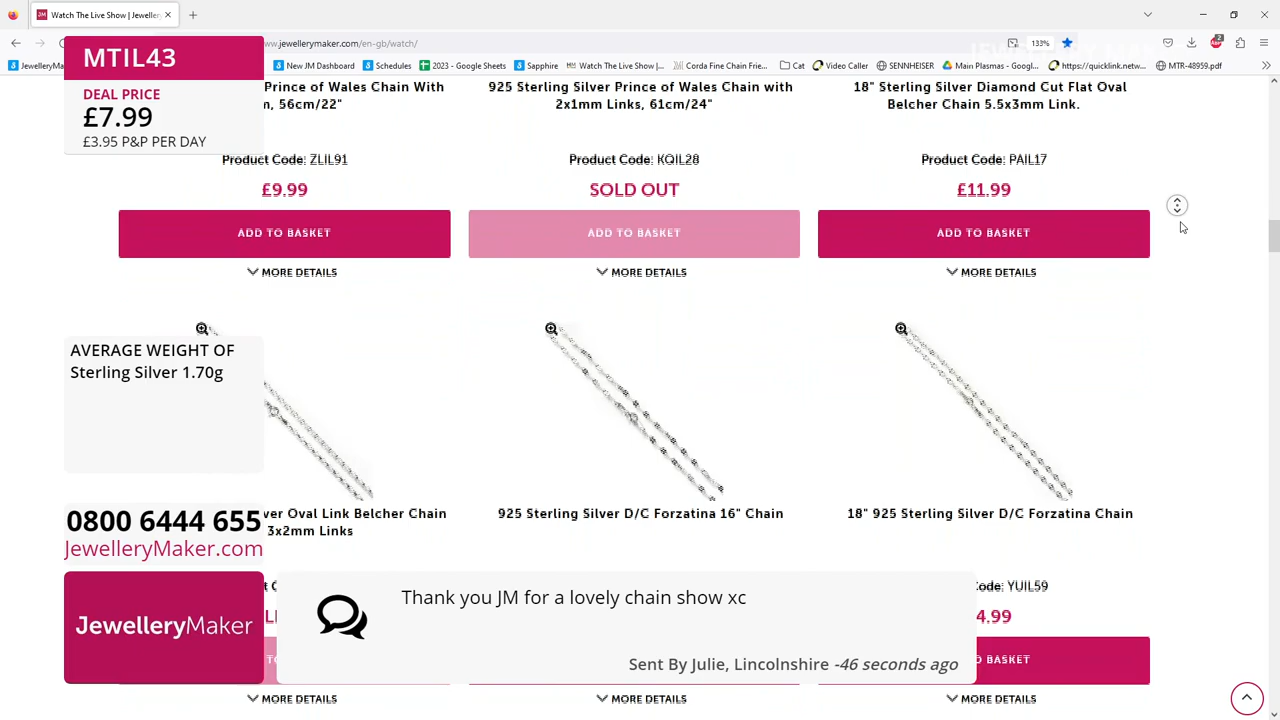 Watch The Live Show | Jeweller
MTIL43
DEAL PRICE
£7.99
£3.95 P&P PER DAY
.jewellerymaker.com/en-gb/watch/
133%
2
JewelleryMa
New JM Dashboard
Schedules
2023 - Google Sheets
Sapphire
Watch The Live Show |...
Corda Fine Chain Frin...
Cat
Video Caller
SENNHEISER
Main Plasmas - Google...
https://quicklink.netw...
MTR-48959.pdf
Prince of Wales Chain With
m, 56cm/22"
Product Code: ZLIL91
£9.99
ADD TO BASKET
MORE DETAILS
925 Sterling Silver Prince of Wales Chain with
2x1mm Links, 61cm/24"
Product Code: KQIL28
SOLD OUT
ADD TO BASKET
MORE DETAILS
18" Sterling Silver Diamond Cut Flat Oval
Belcher Chain 5.5x3mm Link.
Product Code: PAIL17
£11.99
ADD TO BASKET
MORE DETAILS
AVERAGE WEIGHT OF
Sterling Silver 1.70g
0800 6444 655
JewelleryMaker.com
JewelleryMaker
ver Oval Link Belcher Chain
3x2mm Links
MORE DETAILS
925 Sterling Silver D/C Forzatina 16" Chain
MORE DETAILS
18" 925 Sterling Silver D/C Forzatina Chain
Code: YUIL59
4.99
BASKET
MORE DETAILS
Thank you JM for a lovely chain show xc
Sent By Julie, Lincolnshire -46 seconds ago